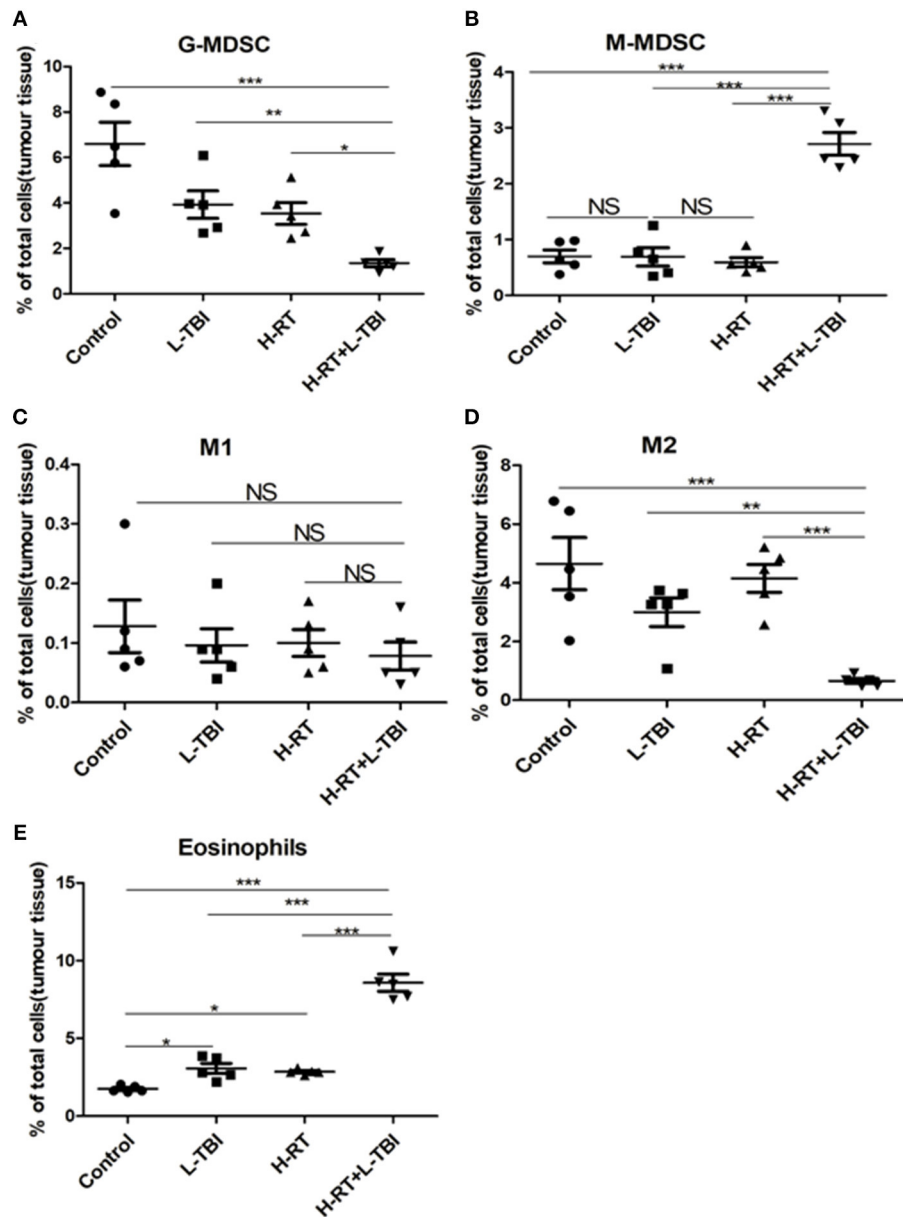 A
G-MDSC
% of total cells(tumour tissue)
10
8
6
4
2
0
***
**
*
Control
L-TBI
H-RT
H-RT+L-TBI
B
M-MDSC
% of total cells(tumour tissue)
4
3
2
1
0
***
***
***
NS
NS
Control
L-TBI
H-RT
H-RT+L-TBI
C
M1
% of total cells(tumour tissue)
0.4
0.3
0.2
0.1
0.0
NS
NS
NS
Control
L-TBI
H-RT
H-RT+L-TBI
D
M2
% of total cells(tumour tissue)
8
6
4
2
0
***
**
***
Control
L-TBI
H-RT
H-RT+L-TBI
E
Eosinophils
% of total cells(tumour tissue)
15
10
5
0
***
***
***
*
*
Control
L-TBI
H-RT
H-RT+L-TBI